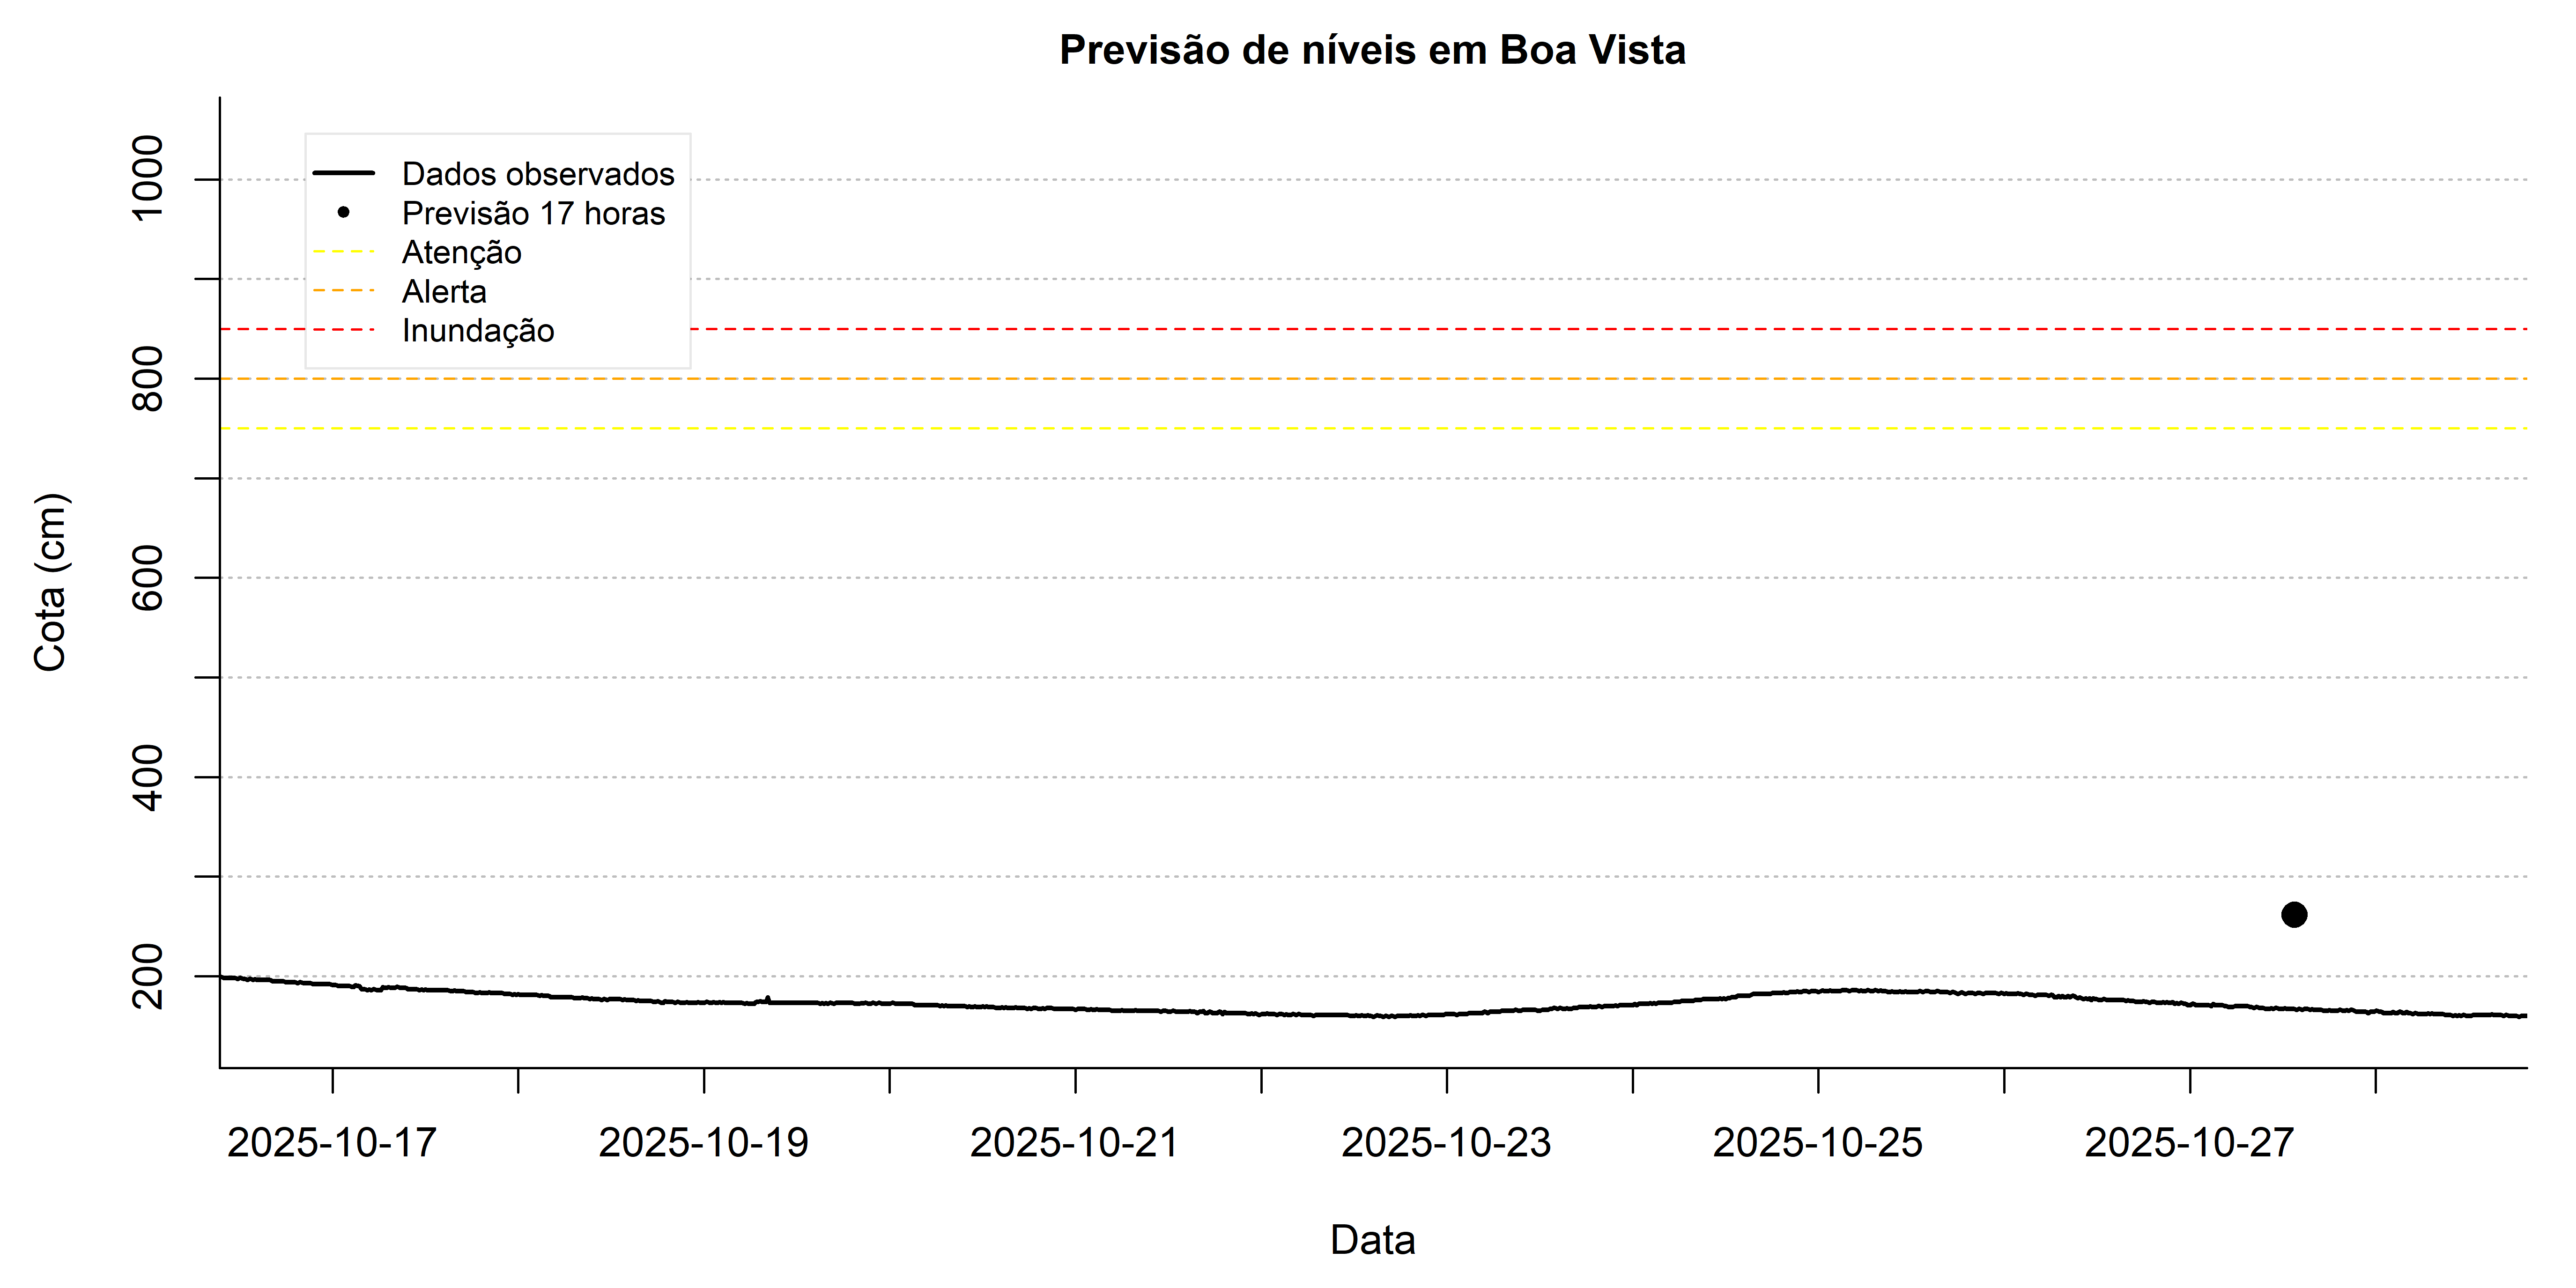 Previsão de níveis em Boa Vista
Dados observados
Previsão 17 horas
Atenção
Alerta
Inundação
Cota (cm)
1000
800
600
400
200
2025-10-17
2025-10-19
2025-10-21
2025-10-23
2025-10-25
2025-10-27
Data